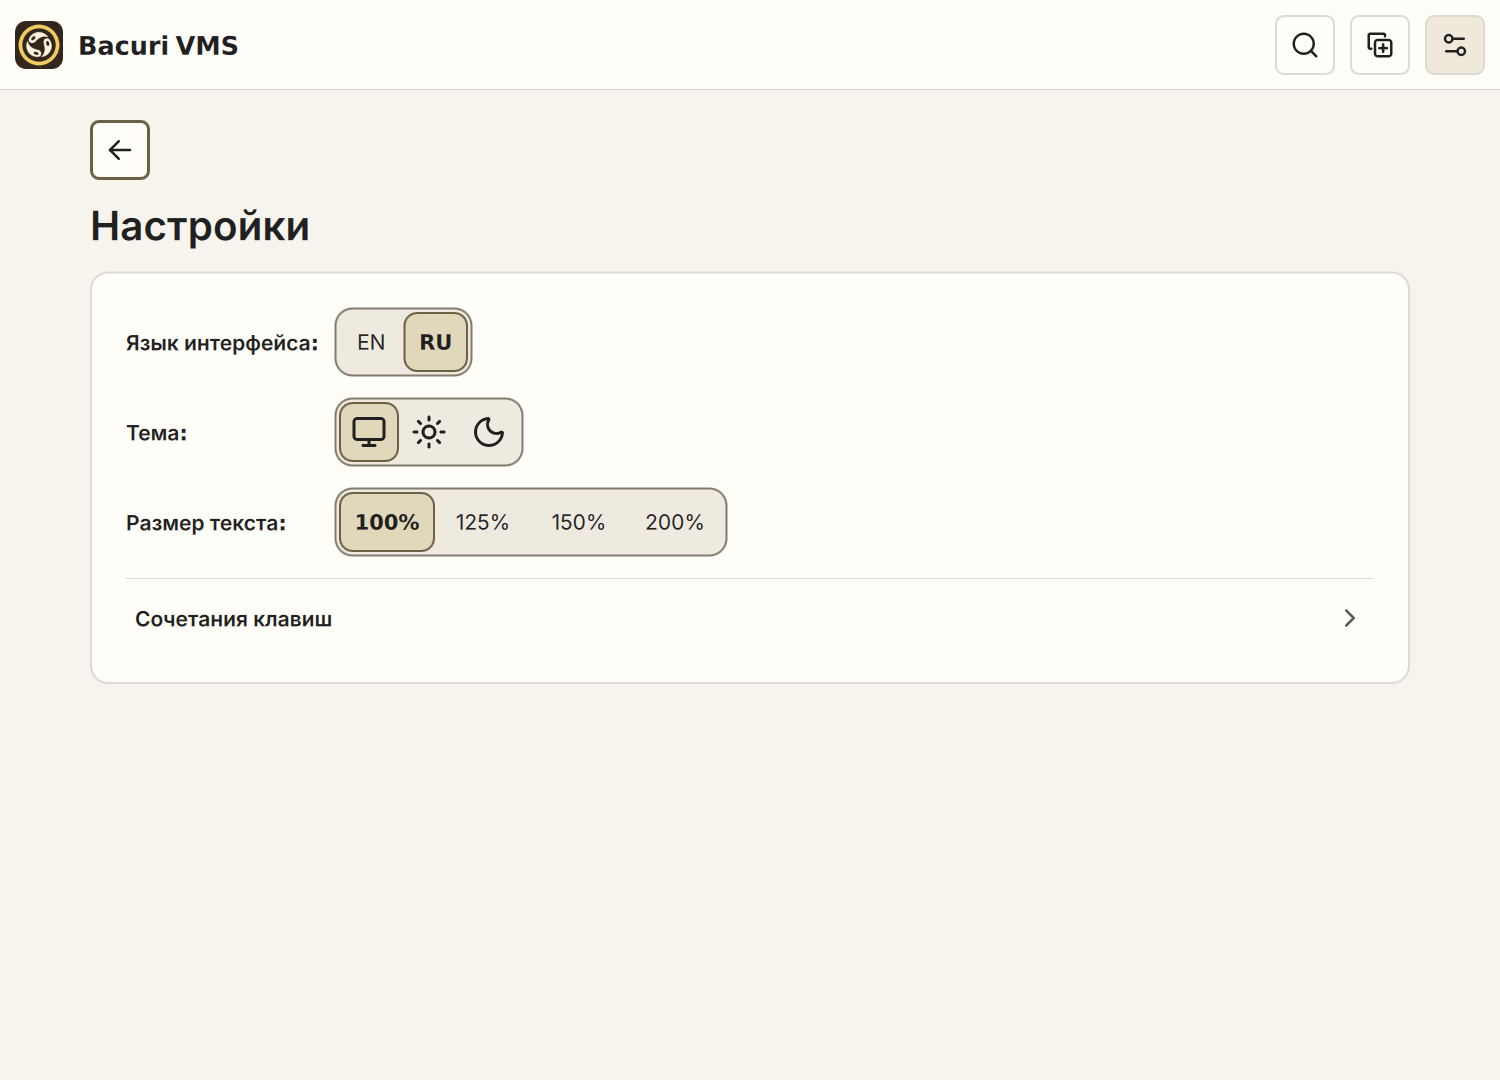 Bacuri VMS
Настройки
Язык интерфейса: EN RU
Тема:
Размер текста: 100% 125% 150% 200%
Сочетания клавиш